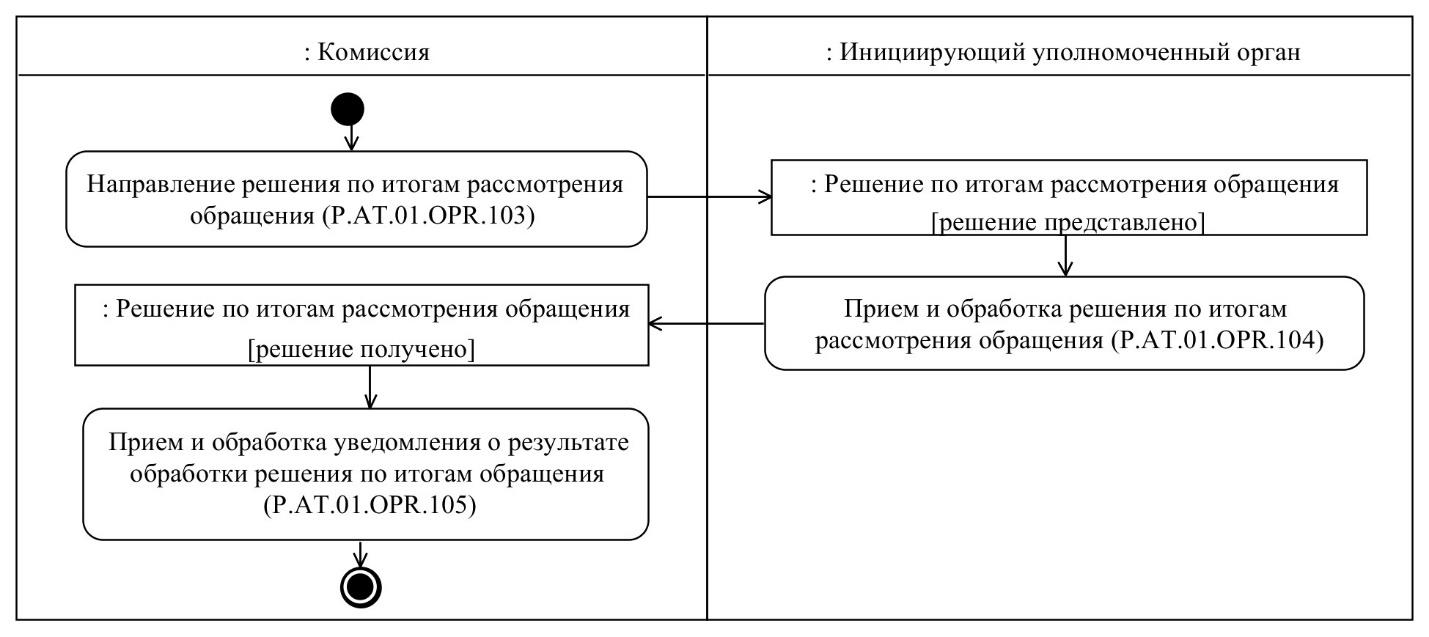 : Комиссия
: Инициирующий уполномоченный орган
Направление решения по итогам рассмотрения
обращения (P.AT.01.OPR.103)
: Решение по итогам рассмотрения обращения
[решение представлено]
: Решение по итогам рассмотрения обращения
[решение получено]
Прием и обработка решения по итогам
рассмотрения обращения (P.AT.01.OPR.104)
Прием и обработка уведомления о результате
обработки решения по итогам обращения
(P.AT.01.OPR.105)